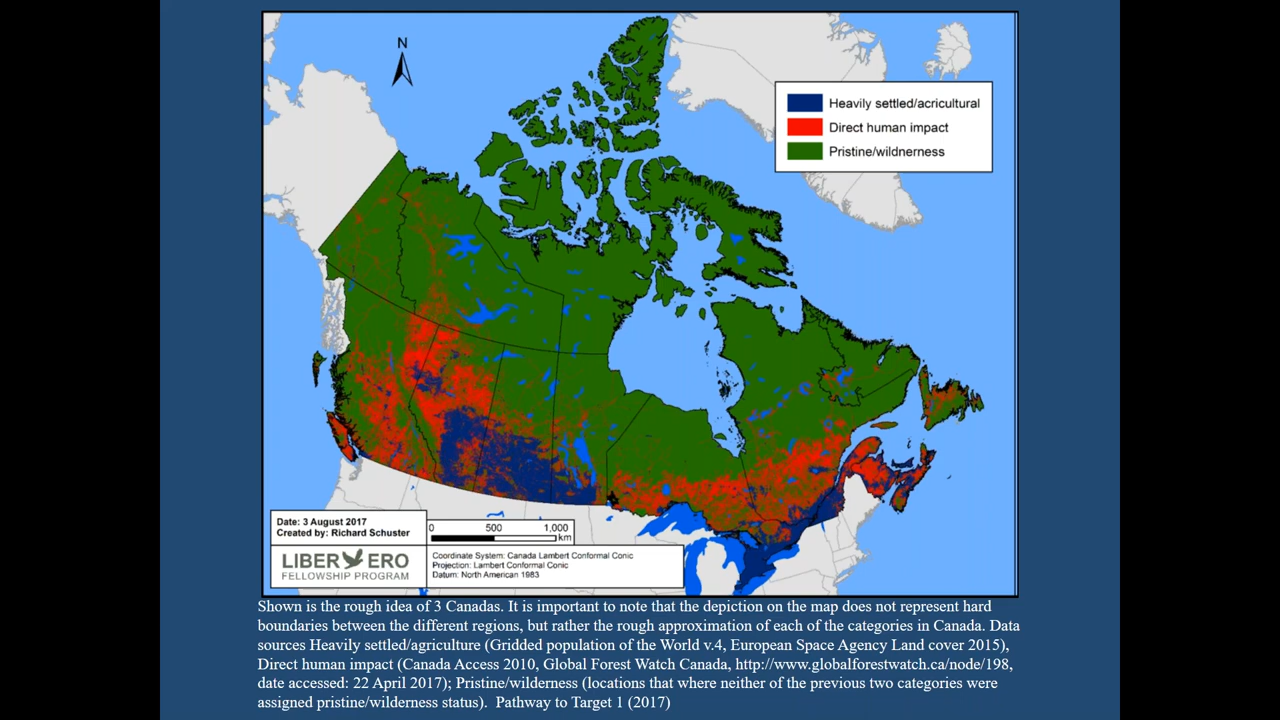 N
Heavily settled/acricultural
Direct human impact
Pristine/wildnerness
Date: 3 August 2017
Created by: Richard Schuster
0 500 1,000
km
LIBER ERO
FELLOWSHIP PROGRAM
Coordinate System: Canada Lambert Conformal Conic
Projection: Lambert Conformal Conic
Datum: North American 1983
Shown is the rough idea of 3 Canadas. It is important to note that the depiction on the map does not represent hard
boundaries between the different regions, but rather the rough approximation of each of the categories in Canada. Data
sources Heavily settled/agriculture (Gridded population of the World v.4, European Space Agency Land cover 2015),
Direct human impact (Canada Access 2010, Global Forest Watch Canada, http://www.globalforestwatch.ca/node/198,
date accessed: 22 April 2017); Pristine/wilderness (locations that where neither of the previous two categories were
assigned pristine/wilderness status).  Pathway to Target 1 (2017)